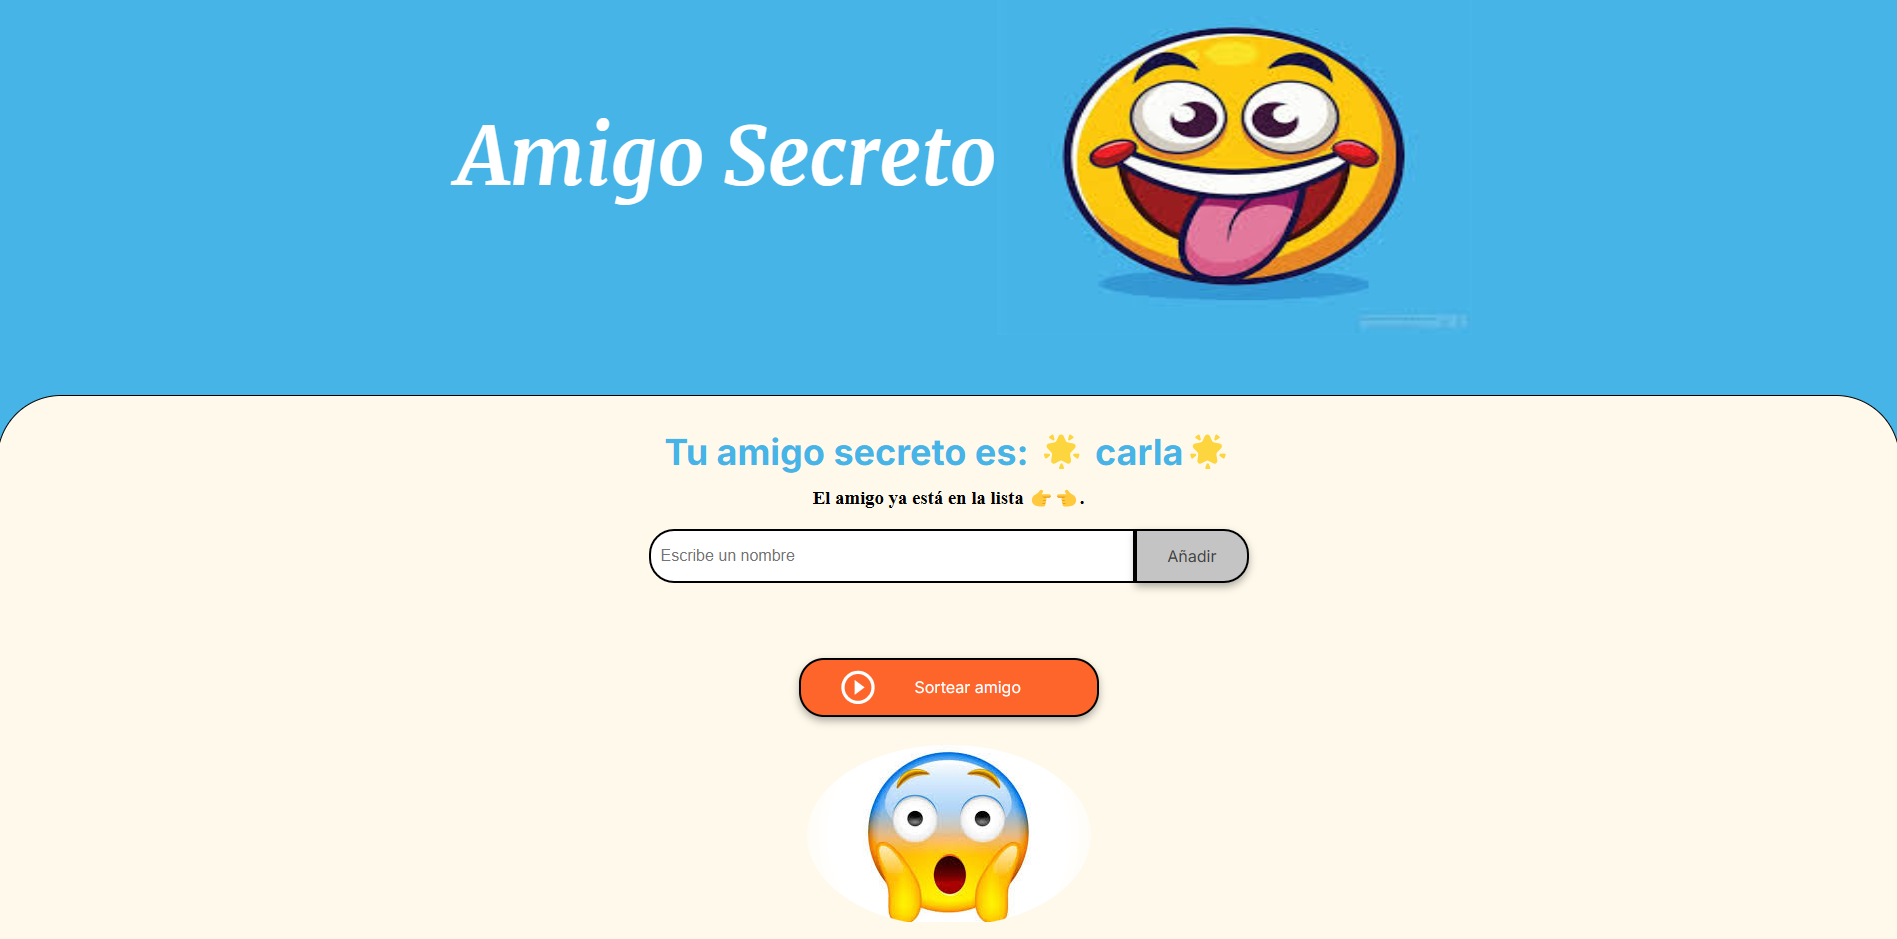 Amigo Secreto
Tu amigo secreto es: 🌟 carla🌟
El amigo ya está en la lista 👉👈.
Escribe un nombre
Añadir
Sortear amigo